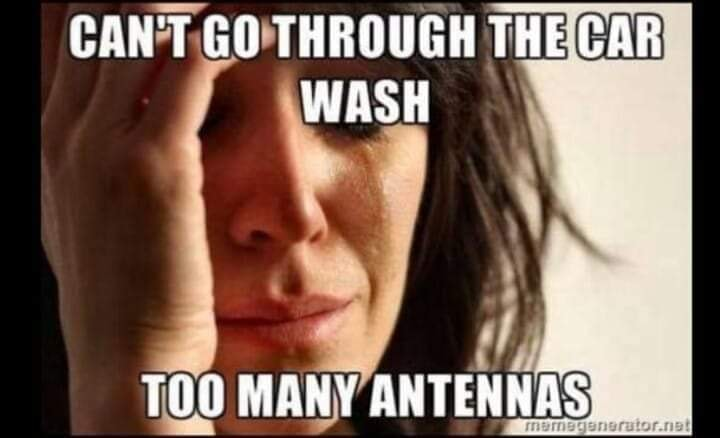 CAN'T GO THROUGH THE CAR
WASH
TOO MANY ANTENNAS
memegenerator.net